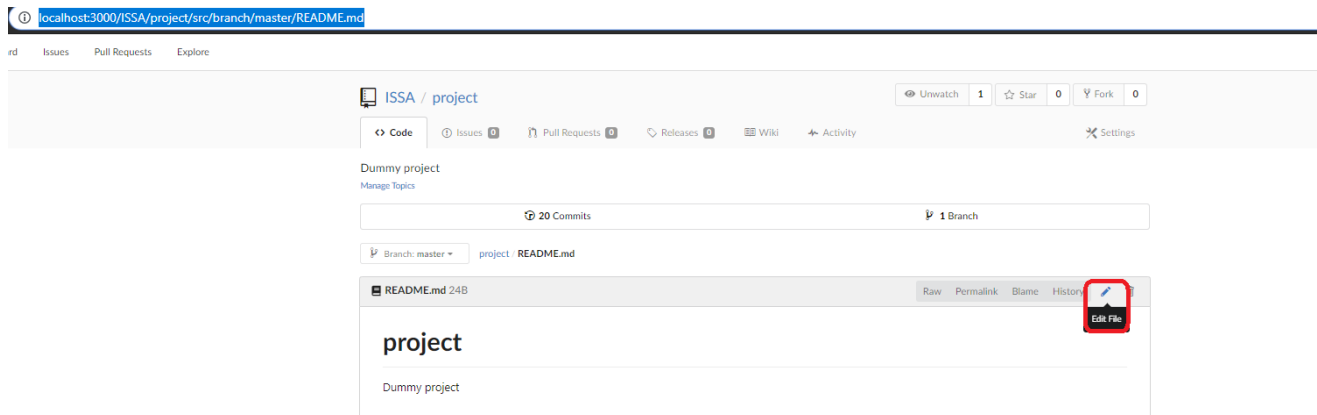 localhost:3000/ISSA/project/src/branch/master/README.md
rd Issues Pull Requests Explore
ISSA / project Unwatch 1 Star 0 Fork 0
Code Issues 0 Pull Requests 0 Releases 0 Wiki Activity Settings
Dummy project
Manage Topics
20 Commits 1 Branch
Branch: master project / README.md
README.md 24B Raw Permalink Blame History
Edit File
project
Dummy project